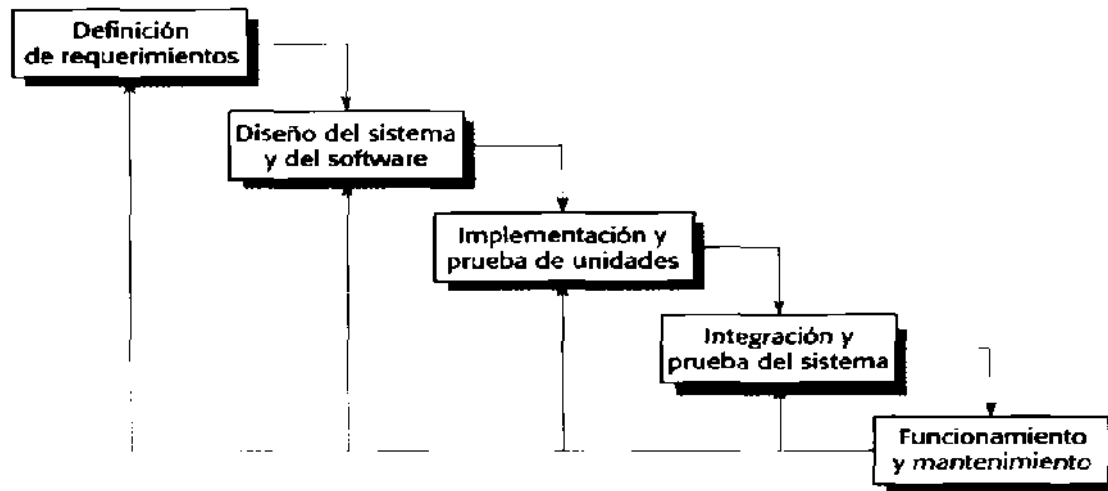 Definición
de requerimientos
Diseño del sistema
y del software
Implementación y
prueba de unidades
Integración y
prueba del sistema
Funcionamiento
y mantenimiento